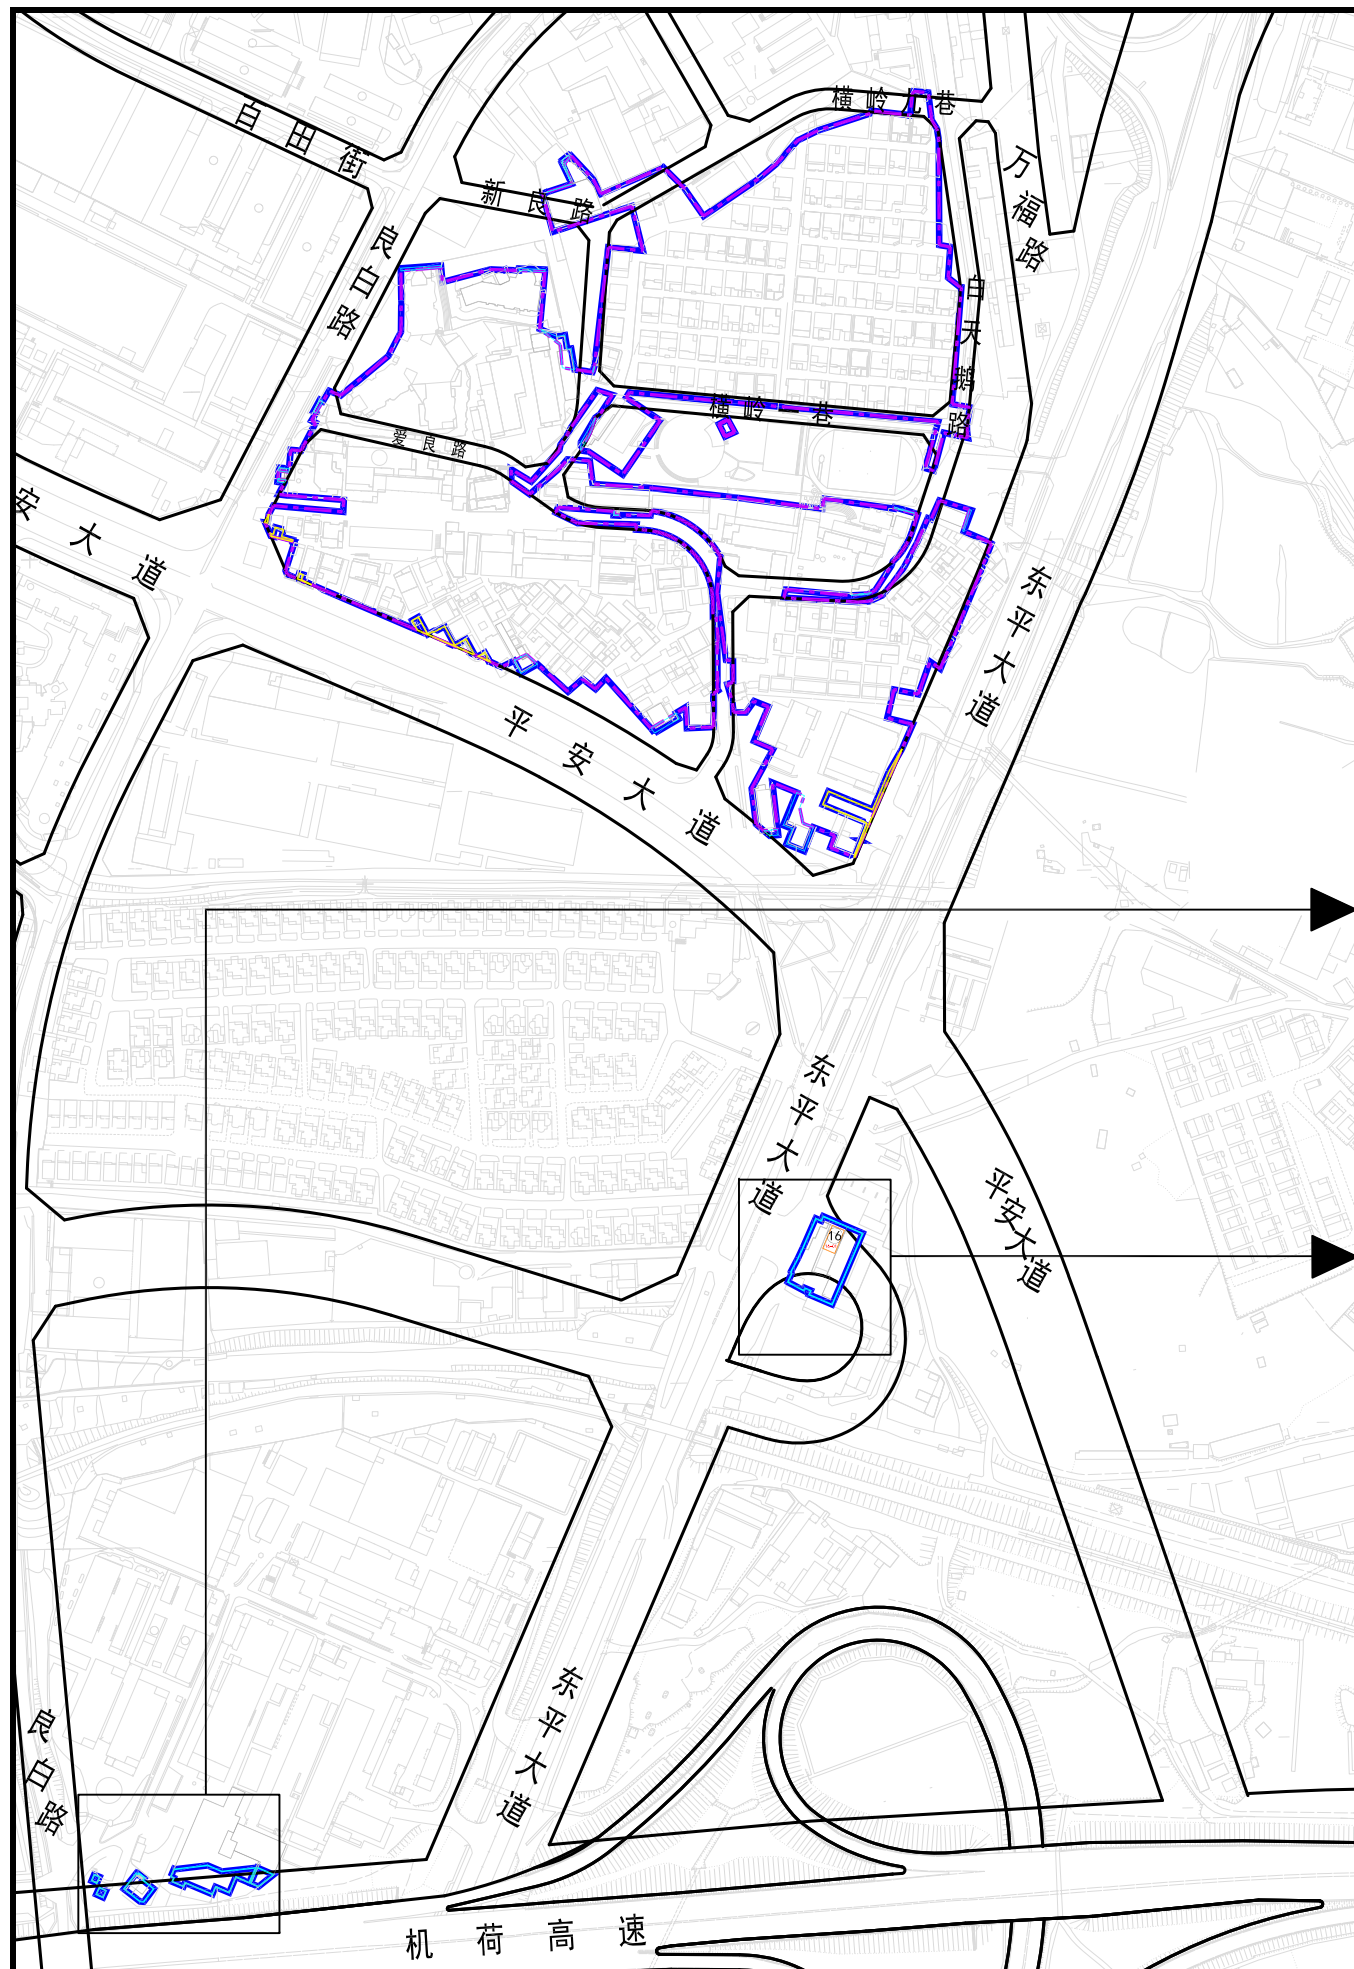 横岭八巷
白田街
万福路
新良路
良白路
白天鹅路
横岭一巷
爱良路
安大道
东平大道
平安大道
东平大道
平安大道
A6
东平大道
良白路
机荷高速